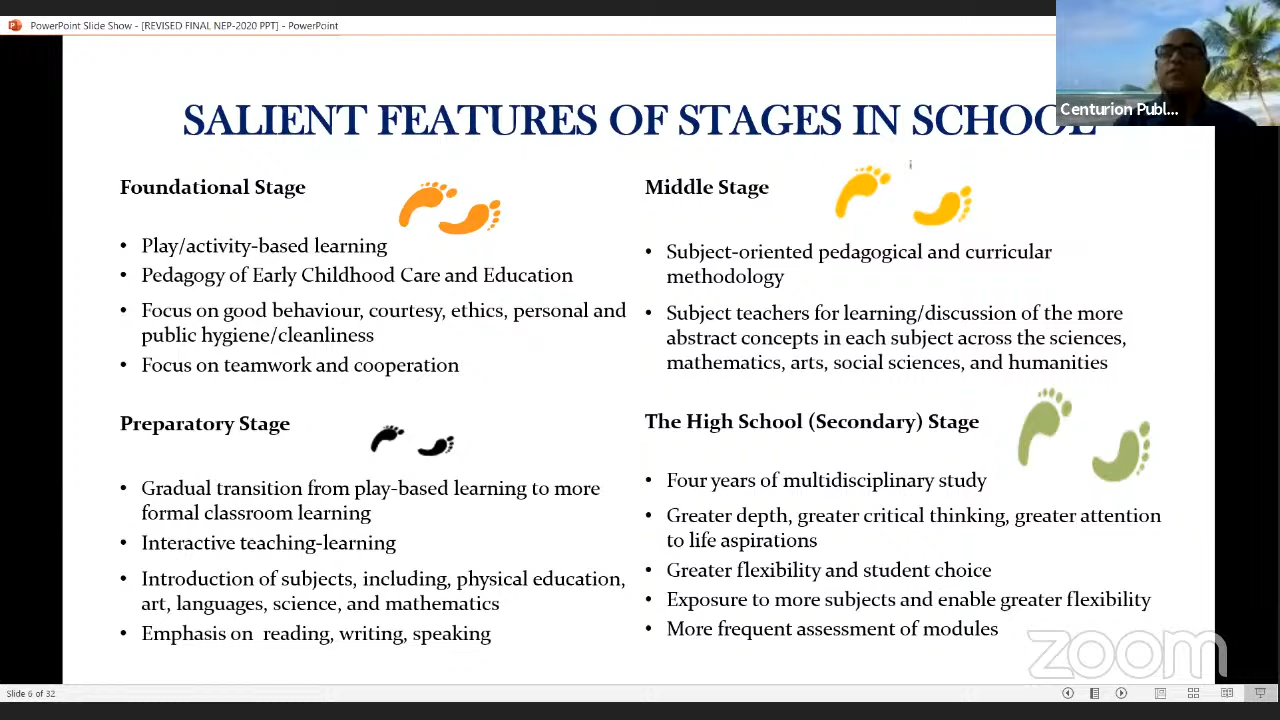 PowerPoint Slide Show - [REVISED FINAL NEP-2020 PPT] - PowerPoint
Centurion Publ...
SALIENT FEATURES OF STAGES IN SCHOOL
Foundational Stage
• Play/activity-based learning
• Pedagogy of Early Childhood Care and Education
• Focus on good behaviour, courtesy, ethics, personal and
public hygiene/cleanliness
• Focus on teamwork and cooperation
Preparatory Stage
• Gradual transition from play-based learning to more
formal classroom learning
• Interactive teaching-learning
• Introduction of subjects, including, physical education,
art, languages, science, and mathematics
• Emphasis on reading, writing, speaking
Middle Stage
• Subject-oriented pedagogical and curricular
methodology
• Subject teachers for learning/discussion of the more
abstract concepts in each subject across the sciences,
mathematics, arts, social sciences, and humanities
The High School (Secondary) Stage
• Four years of multidisciplinary study
• Greater depth, greater critical thinking, greater attention
to life aspirations
• Greater flexibility and student choice
• Exposure to more subjects and enable greater flexibility
• More frequent assessment of modules
zoom
Slide 6 of 32